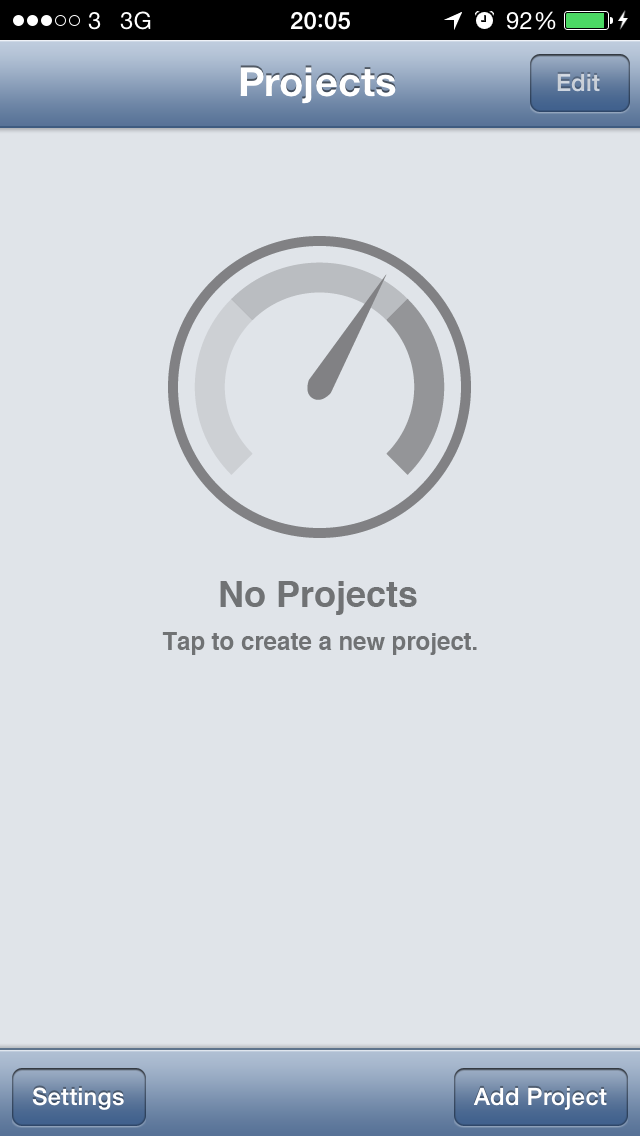 3 3G 20:05 92%
Projects
Edit
No Projects
Tap to create a new project.
Settings
Add Project